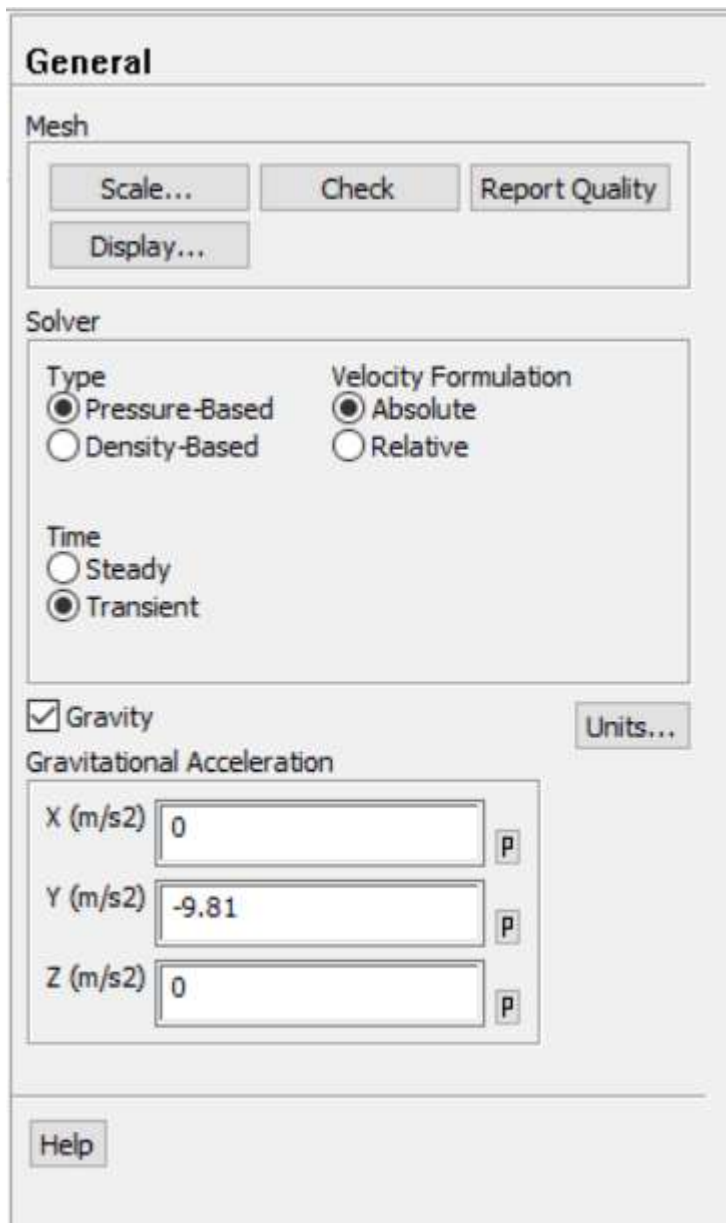 General
Mesh
Scale... Check Report Quality
Display...
Solver
Type Velocity Formulation
Pressure-Based Absolute
Density-Based Relative
Time
Steady
Transient
Gravity Units...
Gravitational Acceleration
X (m/s2) 0 P
Y (m/s2) -9.81 P
Z (m/s2) 0 P
Help